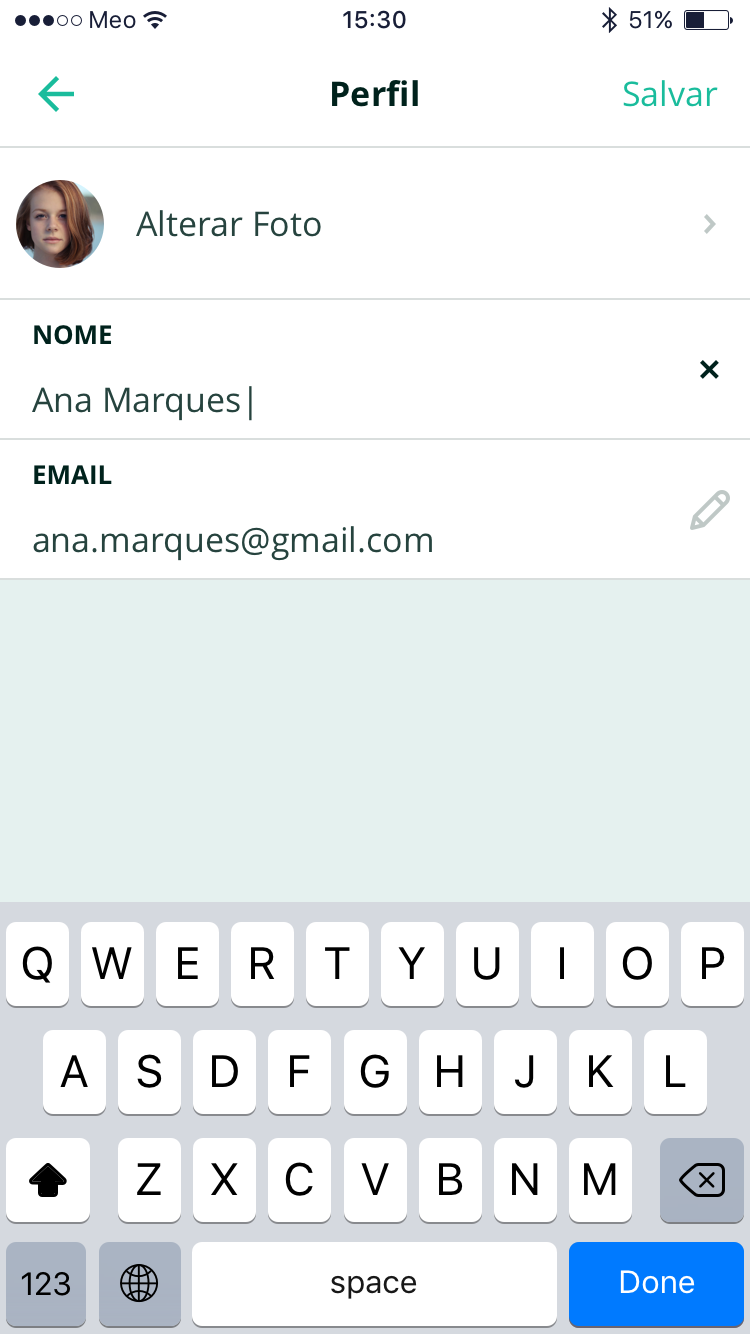 Meo 15:30 51%
Perfil Salvar
Alterar Foto
NOME
Ana Marques
EMAIL
ana.marques@gmail.com
Q W E R T Y U I O P
A S D F G H J K L
Z X C V B N M
123 space Done